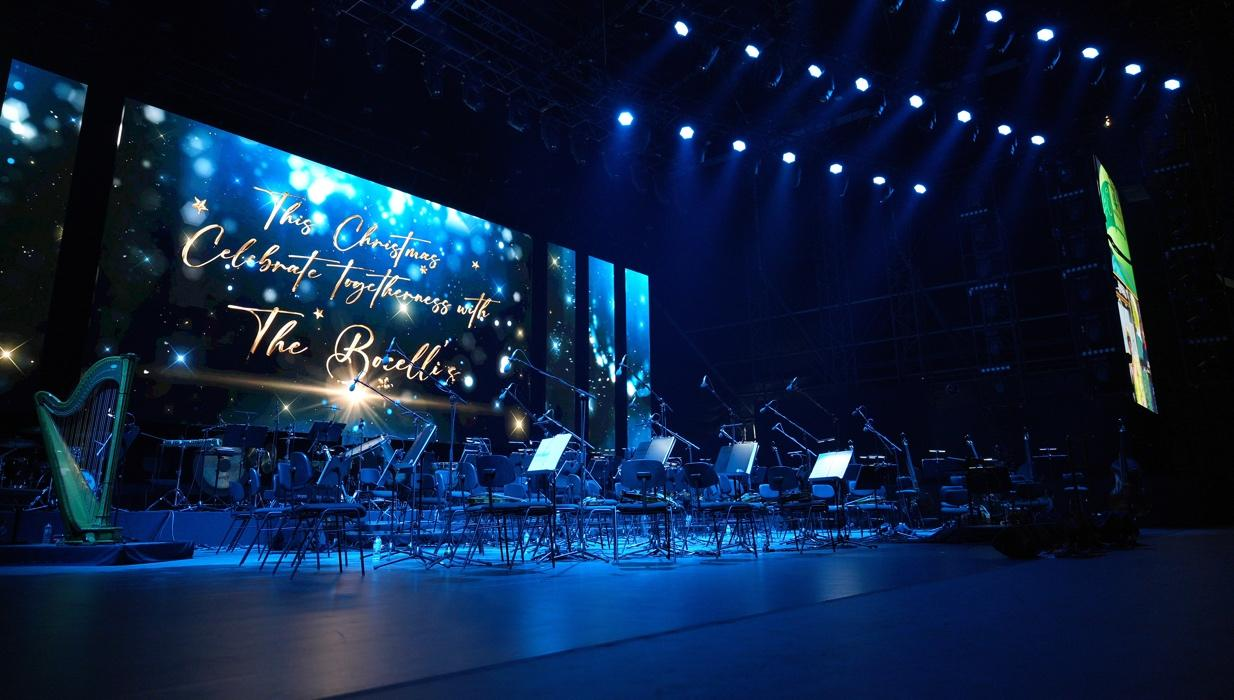 This Christmas
Celebrate togetherness with
The Bocelli's